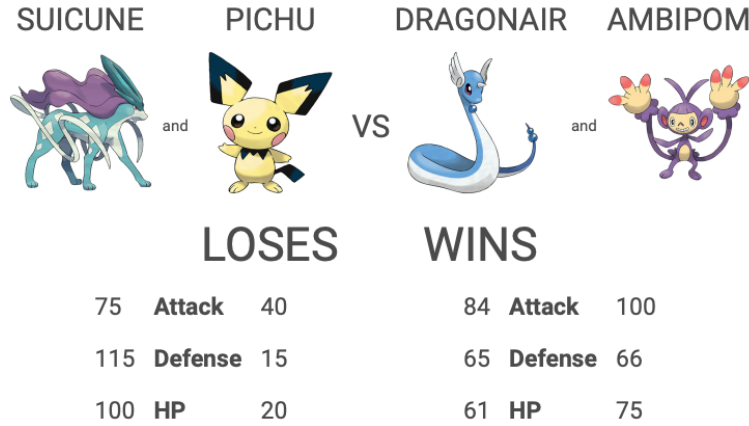 SUICUNE PICHU DRAGONAIR AMBIPOM
and VS and
LOSES WINS
75 Attack 40 84 Attack 100
115 Defense 15 65 Defense 66
100 HP 20 61 HP 75